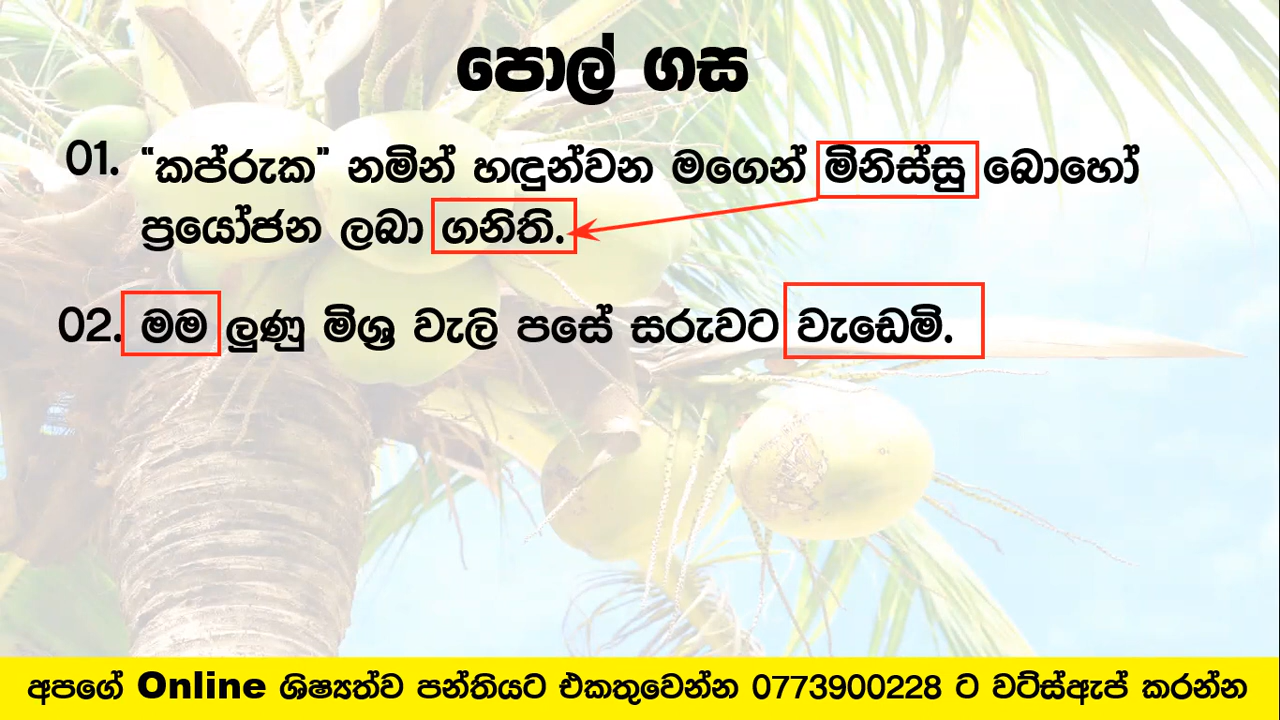 පොල් ගස
01. “කප්රුක” නමින් හඳුන්වන මගෙන් මිනිස්සු බොහෝ
ප්‍රයෝජන ලබා ගනිති.
02. මම ලුණු මිශ්‍ර වැලි පසේ සරුවට වැඩෙමි.
අපගේ Online ශිෂ්‍යත්ව පන්තියට එකතුවෙන්න 0773900228 ට වට්ස්ඇප් කරන්න